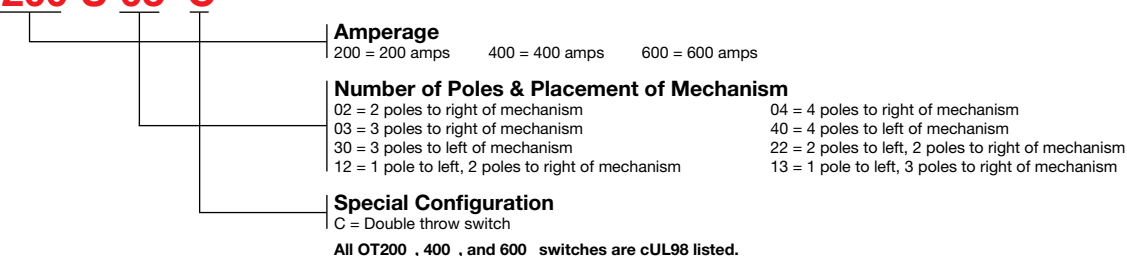 Amperage
200 = 200 amps 400 = 400 amps 600 = 600 amps
Number of Poles & Placement of Mechanism
02 = 2 poles to right of mechanism 04 = 4 poles to right of mechanism
03 = 3 poles to right of mechanism 40 = 4 poles to left of mechanism
30 = 3 poles to left of mechanism 22 = 2 poles to left, 2 poles to right of mechanism
12 = 1 pole to left, 2 poles to right of mechanism 13 = 1 pole to left, 3 poles to right of mechanism
Special Configuration
C = Double throw switch
All OT200 , 400 , and 600 switches are cUL98 listed.